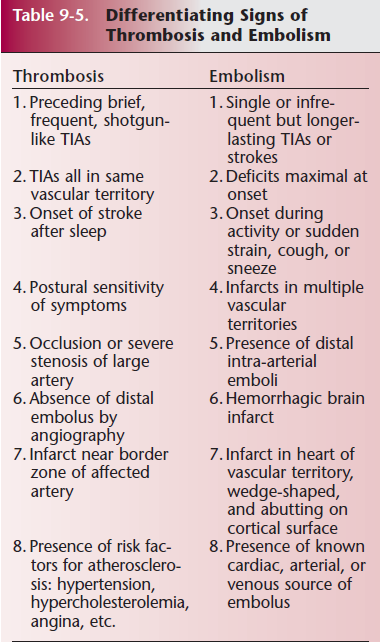 Table 9-5. Differentiating Signs of
Thrombosis and Embolism
Thrombosis
1. Preceding brief,
frequent, shotgun-
like TIAs
2. TIAs all in same
vascular territory
3. Onset of stroke
after sleep
4. Postural sensitivity
of symptoms
5. Occlusion or severe
stenosis of large
artery
6. Absence of distal
embolus by
angiography
7. Infarct near border
zone of affected
artery
8. Presence of risk fac-
tors for atherosclero-
sis: hypertension,
hypercholesterolemia,
angina, etc.
Embolism
1. Single or infre-
quent but longer-
lasting TIAs or
strokes
2. Deficits maximal at
onset
3. Onset during
activity or sudden
strain, cough, or
sneeze
4. Infarcts in multiple
vascular
territories
5. Presence of distal
intra-arterial
emboli
6. Hemorrhagic brain
infarct
7. Infarct in heart of
vascular territory,
wedge-shaped,
and abutting on
cortical surface
8. Presence of known
cardiac, arterial, or
venous source of
embolus